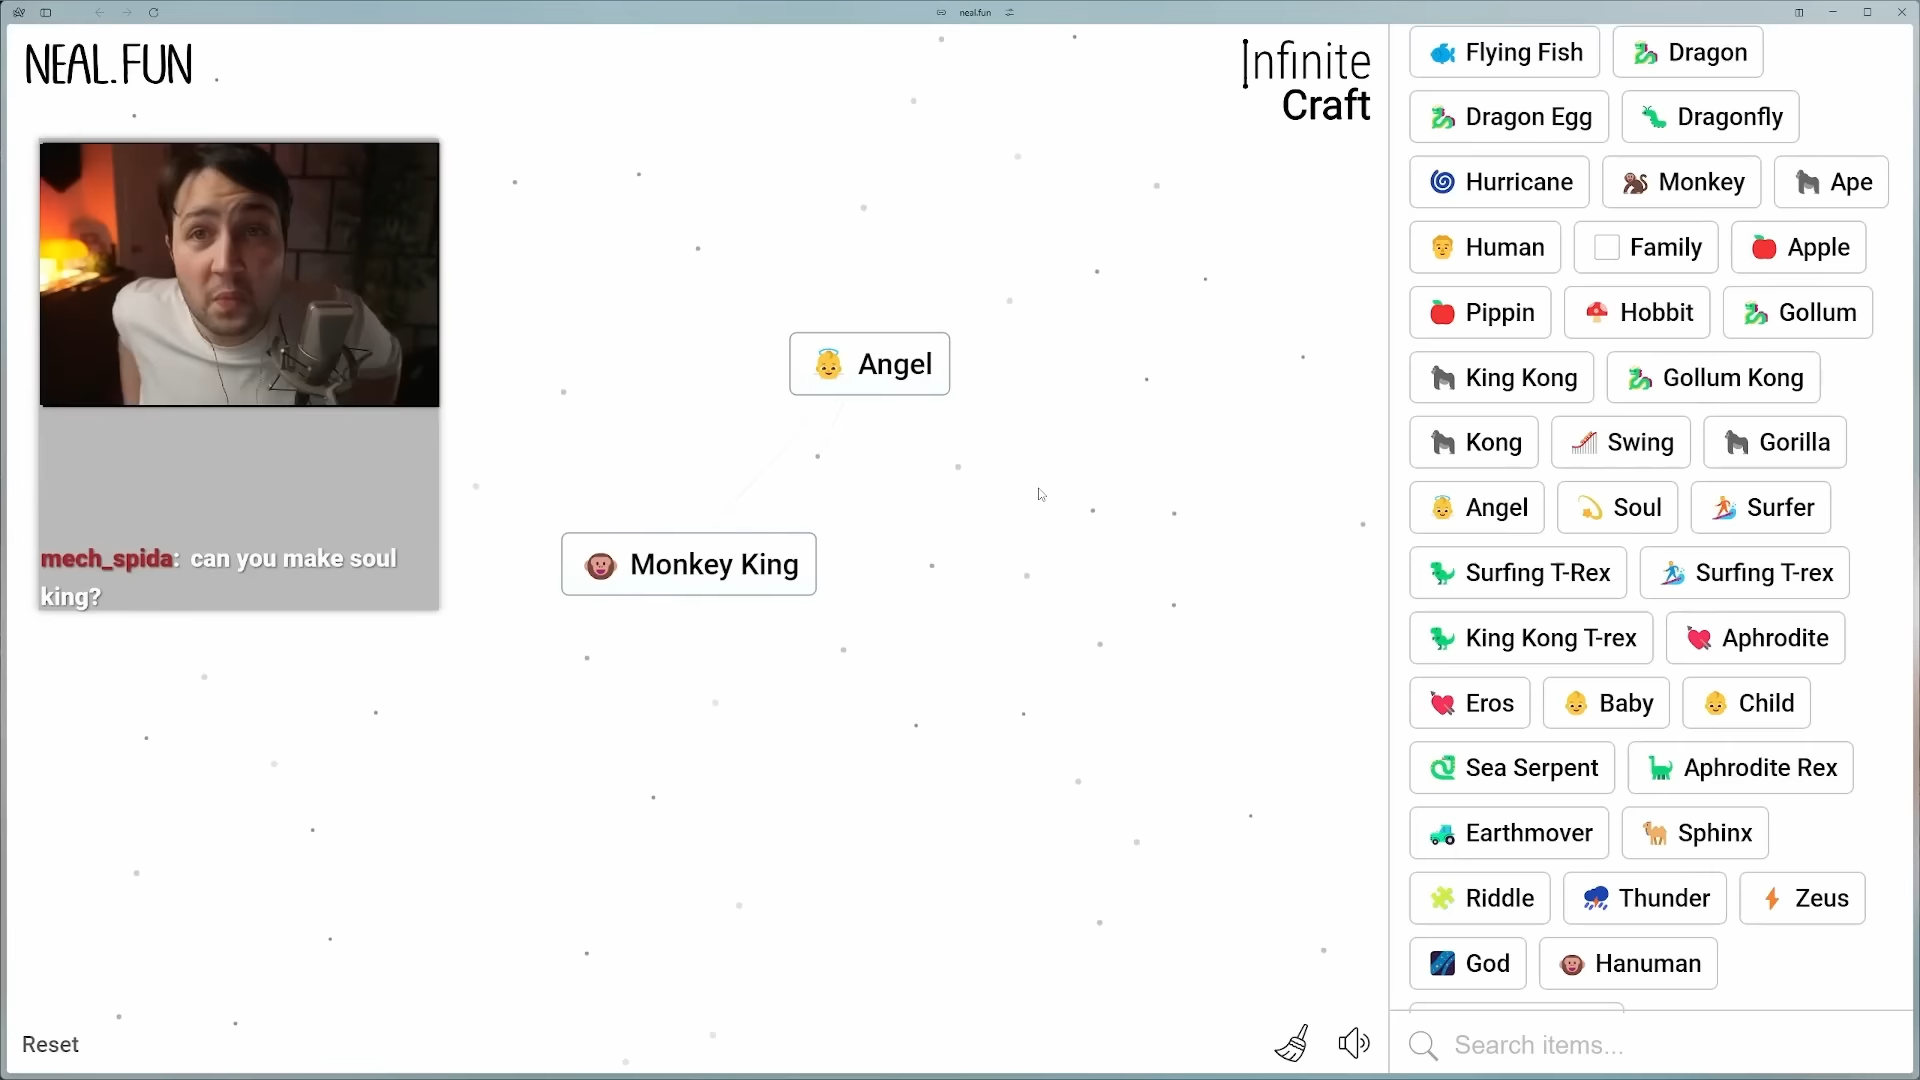 neal.fun
NEAL.FUN
Infinite
Craft
Angel
Monkey King
mech_spida: can you make soul
king?
Flying Fish
Dragon
Dragon Egg
Dragonfly
Hurricane
Monkey
Ape
Human
Family
Apple
Pippin
Hobbit
Gollum
King Kong
Gollum Kong
Kong
Swing
Gorilla
Angel
Soul
Surfer
Surfing T-Rex
Surfing T-rex
King Kong T-rex
Aphrodite
Eros
Baby
Child
Sea Serpent
Aphrodite Rex
Earthmover
Sphinx
Riddle
Thunder
Zeus
God
Hanuman
Reset
Search items...